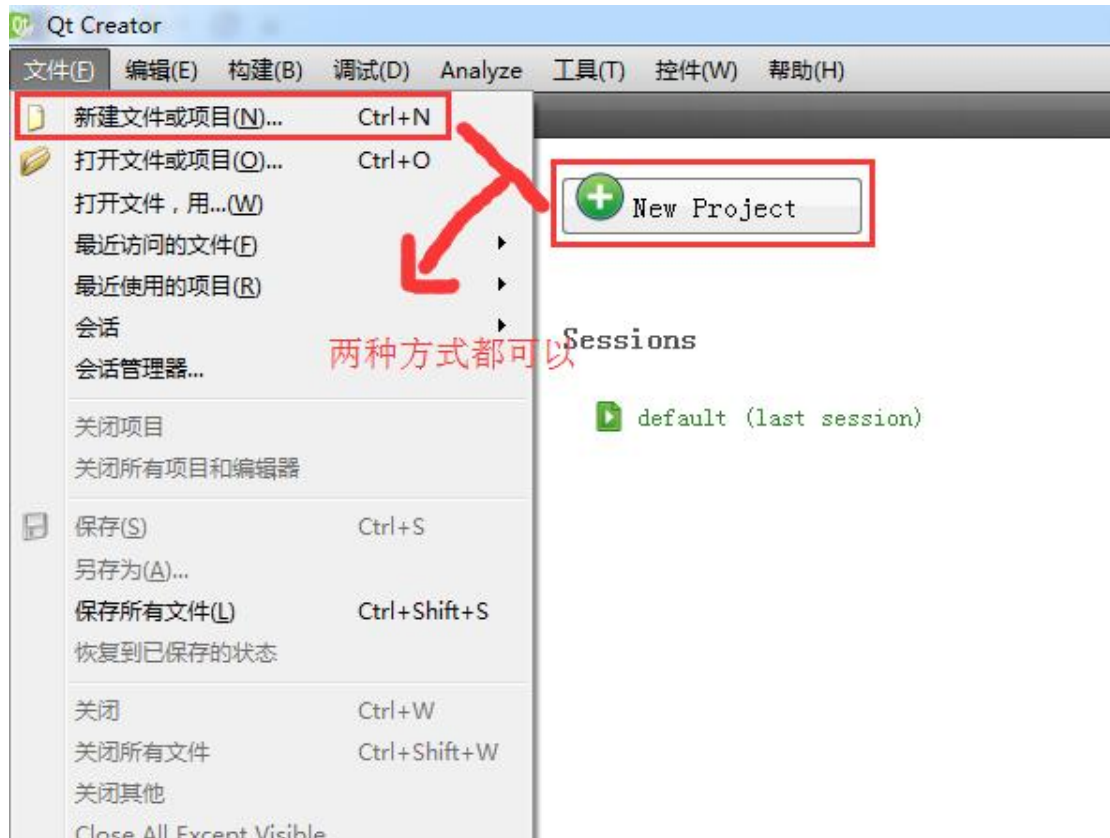 Qt Creator
文件(F) 编辑(E) 构建(B) 调试(D) Analyze 工具(T) 控件(W) 帮助(H)
新建文件或项目(N)... Ctrl+N
打开文件或项目(O)... Ctrl+O
打开文件，用...(W)
最近访问的文件(F)
最近使用的项目(R)
会话
会话管理器...
关闭项目
关闭所有项目和编辑器
保存(S) Ctrl+S
另存为(A)...
保存所有文件(L) Ctrl+Shift+S
恢复到已保存的状态
关闭 Ctrl+W
关闭所有文件 Ctrl+Shift+W
关闭其他
Close All Except Visible
两种方式都可以
New Project
Sessions
default (last session)